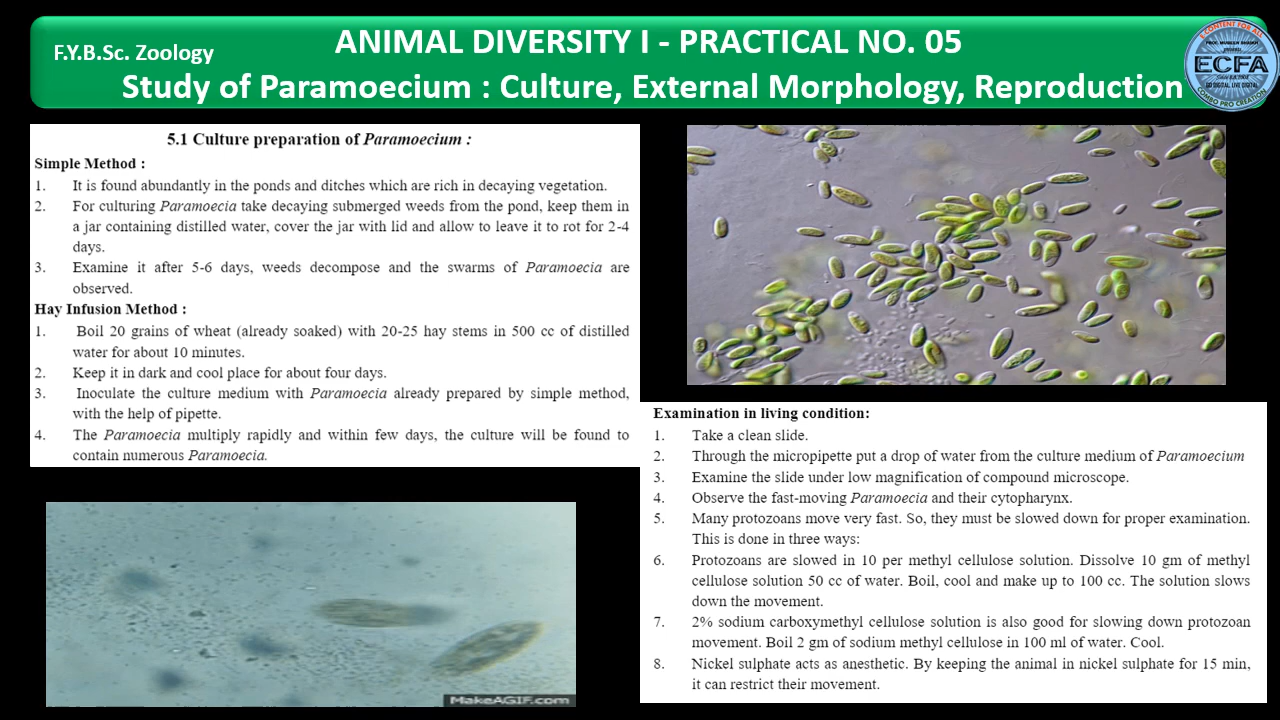 F.Y.B.Sc. Zoology
ANIMAL DIVERSITY I - PRACTICAL NO. 05
Study of Paramoecium : Culture, External Morphology, Reproduction
E CONTENT FOR ALL
ECFA
GO DIGITAL LIVE DIGITAL
COMBO PRO CREATION
5.1 Culture preparation of Paramoecium :
Simple Method :
1. It is found abundantly in the ponds and ditches which are rich in decaying vegetation.
2. For culturing Paramoecia take decaying submerged weeds from the pond, keep them in
a jar containing distilled water, cover the jar with lid and allow to leave it to rot for 2-4
days.
3. Examine it after 5-6 days, weeds decompose and the swarms of Paramoecia are
observed.
Hay Infusion Method :
1. Boil 20 grains of wheat (already soaked) with 20-25 hay stems in 500 cc of distilled
water for about 10 minutes.
2. Keep it in dark and cool place for about four days.
3. Inoculate the culture medium with Paramoecia already prepared by simple method,
with the help of pipette.
4. The Paramoecia multiply rapidly and within few days, the culture will be found to
contain numerous Paramoecia.
Examination in living condition:
1. Take a clean slide.
2. Through the micropipette put a drop of water from the culture medium of Paramoecium
3. Examine the slide under low magnification of compound microscope.
4. Observe the fast-moving Paramoecia and their cytopharynx.
5. Many protozoans move very fast. So, they must be slowed down for proper examination.
This is done in three ways:
6. Protozoans are slowed in 10 per methyl cellulose solution. Dissolve 10 gm of methyl
cellulose solution 50 cc of water. Boil, cool and make up to 100 cc. The solution slows
down the movement.
7. 2% sodium carboxymethyl cellulose solution is also good for slowing down protozoan
movement. Boil 2 gm of sodium methyl cellulose in 100 ml of water. Cool.
8. Nickel sulphate acts as anesthetic. By keeping the animal in nickel sulphate for 15 min,
it can restrict their movement.
MakeAGIF.com